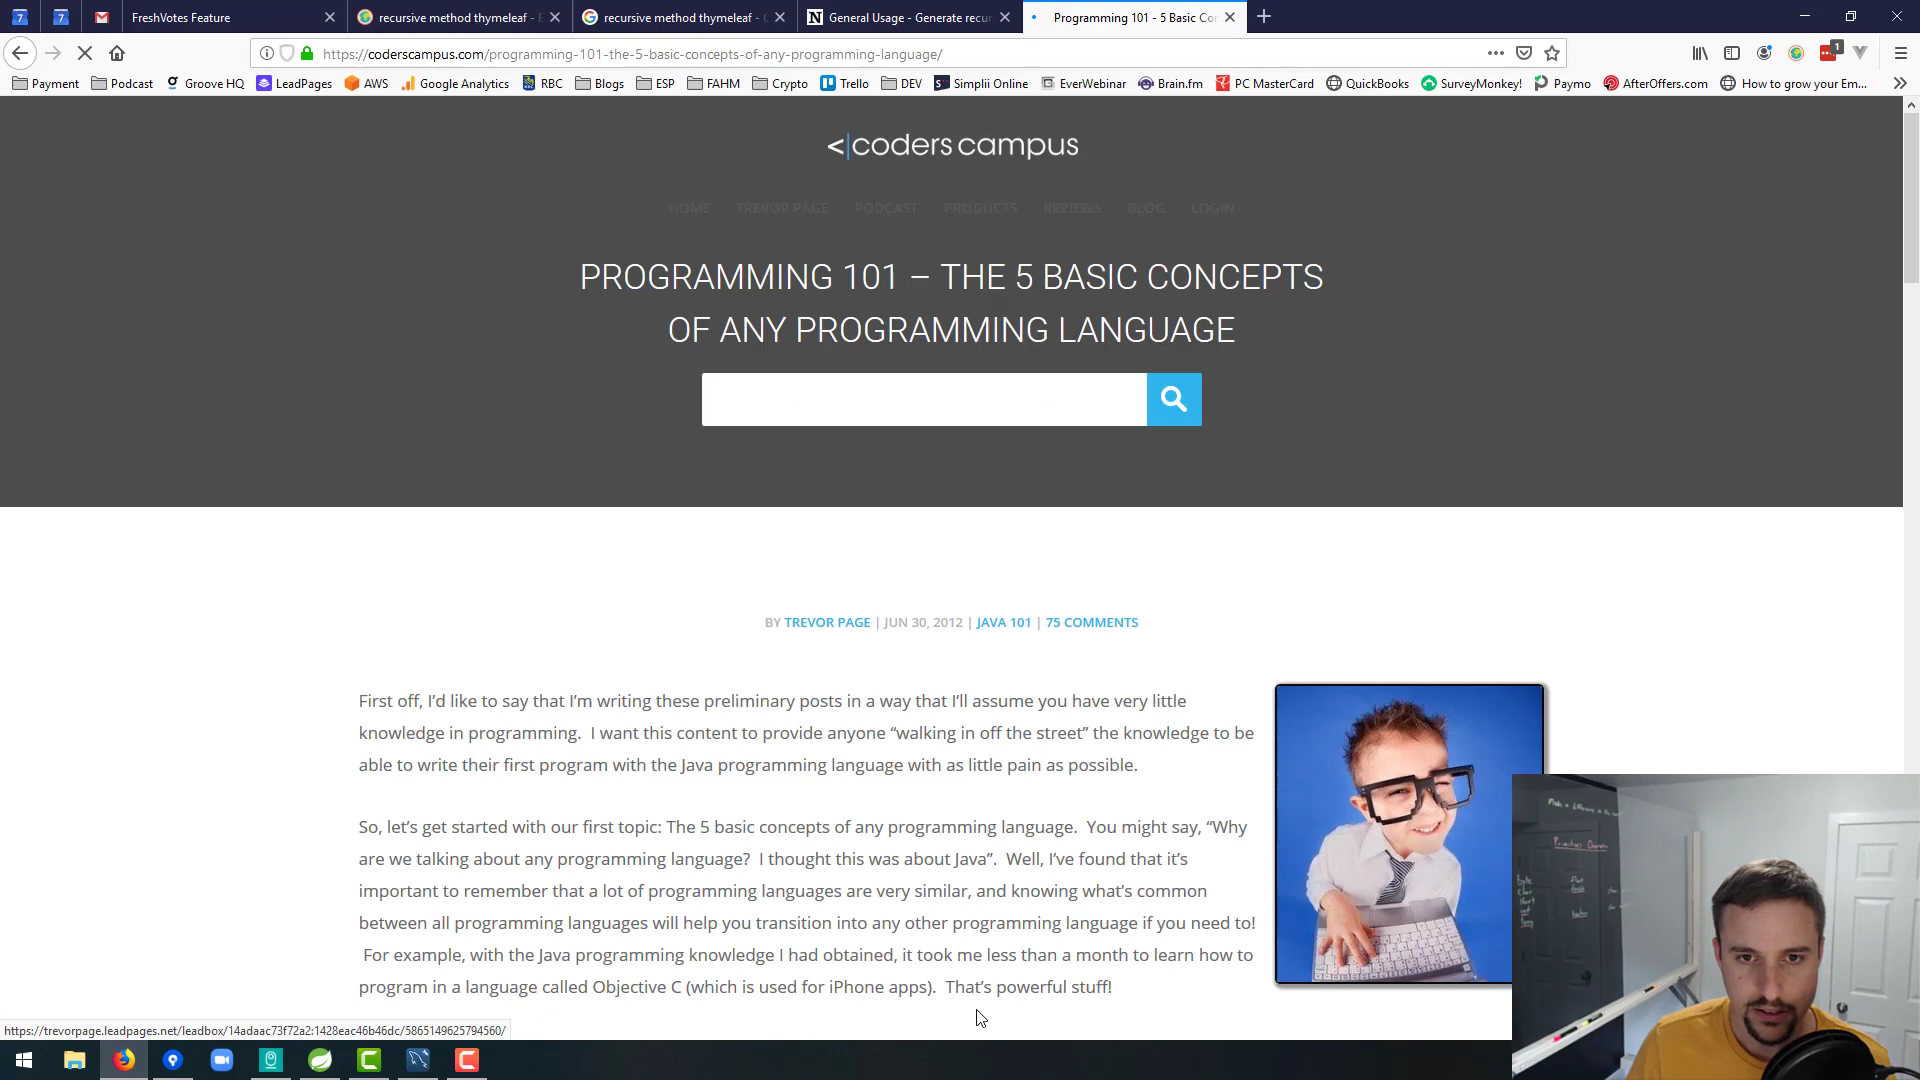 FreshVotes Feature
recursive method thymeleaf - E
recursive method thymeleaf - G
General Usage - Generate recur
Programming 101 - 5 Basic Co
https://coderscampus.com/programming-101-the-5-basic-concepts-of-any-programming-language/
1
Payment Podcast Groove HQ LeadPages AWS Google Analytics RBC Blogs ESP FAHM Crypto Trello DEV Simplii Online EverWebinar Brain.fm PC MasterCard QuickBooks SurveyMonkey! Paymo AfterOffers.com How to grow your Em...
<|coders campus
HOME TREVOR PAGE PODCAST PRODUCTS REVIEWS BLOG LOGIN
PROGRAMMING 101 – THE 5 BASIC CONCEPTS
OF ANY PROGRAMMING LANGUAGE
BY TREVOR PAGE | JUN 30, 2012 | JAVA 101 | 75 COMMENTS
First off, I’d like to say that I’m writing these preliminary posts in a way that I’ll assume you have very little
knowledge in programming. I want this content to provide anyone “walking in off the street” the knowledge to be
able to write their first program with the Java programming language with as little pain as possible.
So, let’s get started with our first topic: The 5 basic concepts of any programming language. You might say, “Why
are we talking about any programming language? I thought this was about Java”. Well, I’ve found that it’s
important to remember that a lot of programming languages are very similar, and knowing what’s common
between all programming languages will help you transition into any other programming language if you need to!
For example, with the Java programming knowledge I had obtained, it took me less than a month to learn how to
program in a language called Objective C (which is used for iPhone apps). That’s powerful stuff!
https://trevorpage.leadpages.net/leadbox/14adaac73f72a2:1428eac46b46dc/5865149625794560/